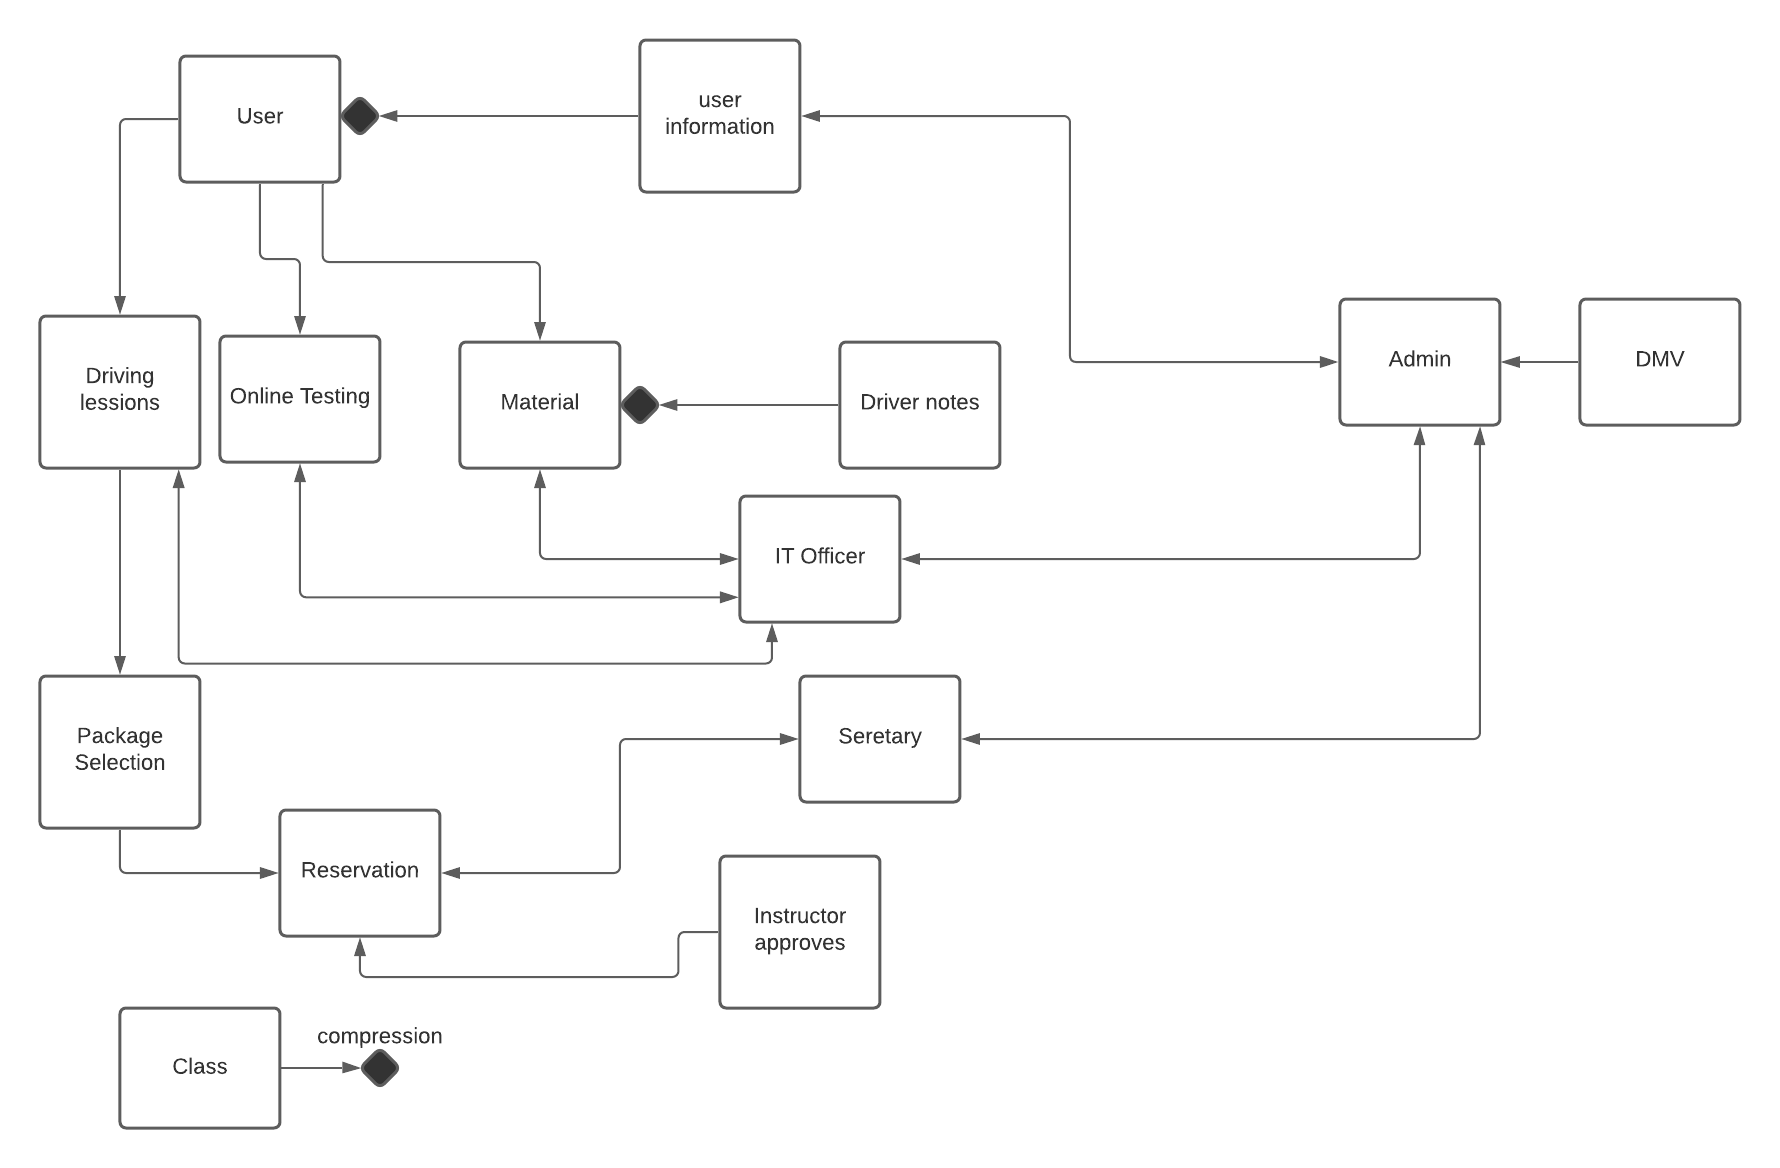 User
user
information
Admin
DMV
Driving
lessions
Online Testing
Material
Driver notes
IT Officer
Package
Selection
Seretary
Reservation
Instructor
approves
compression
Class